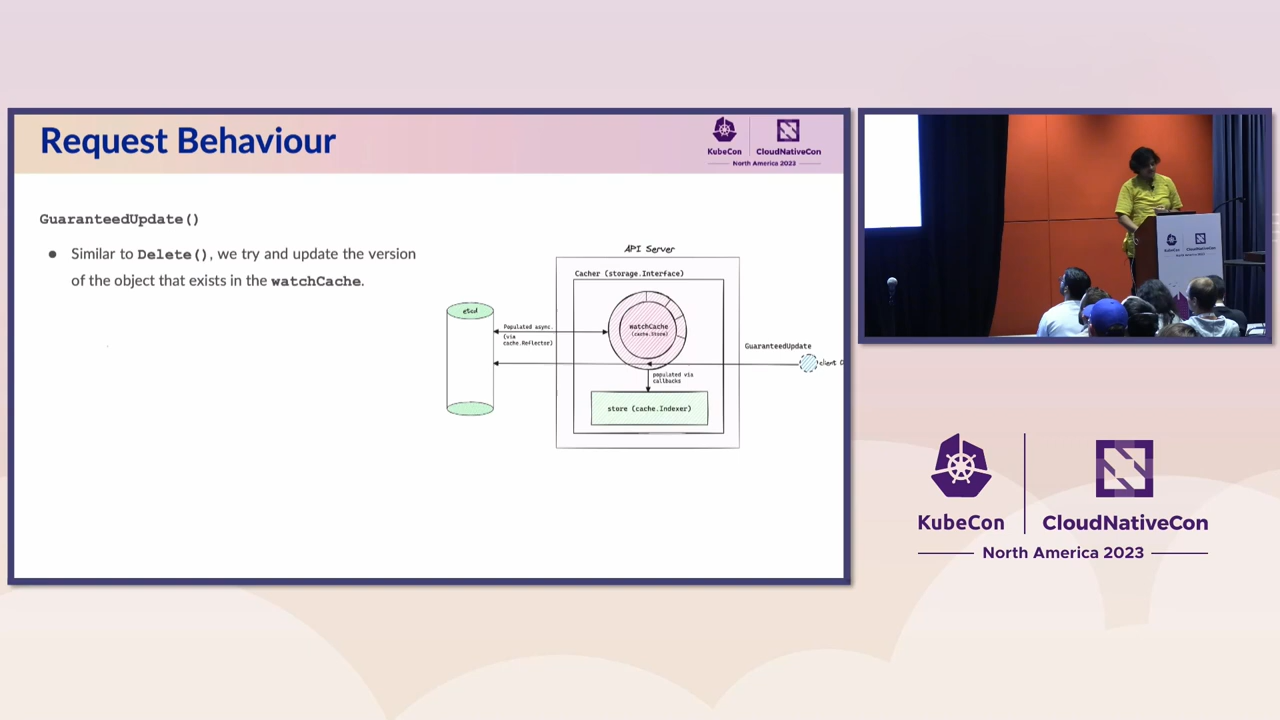 Request Behaviour
KubeCon
CloudNativeCon
North America 2023
GuaranteedUpdate()
● Similar to Delete(), we try and update the version
of the object that exists in the watchCache.
API Server
Cacher (storage.Interface)
etcd
Populated async.
(via
cache.Reflector)
watchCache
(cache.Store)
GuaranteedUpdate
client
populated via
callbacks
store (cache.Indexer)
KubeCon
CloudNativeCon
North America 2023